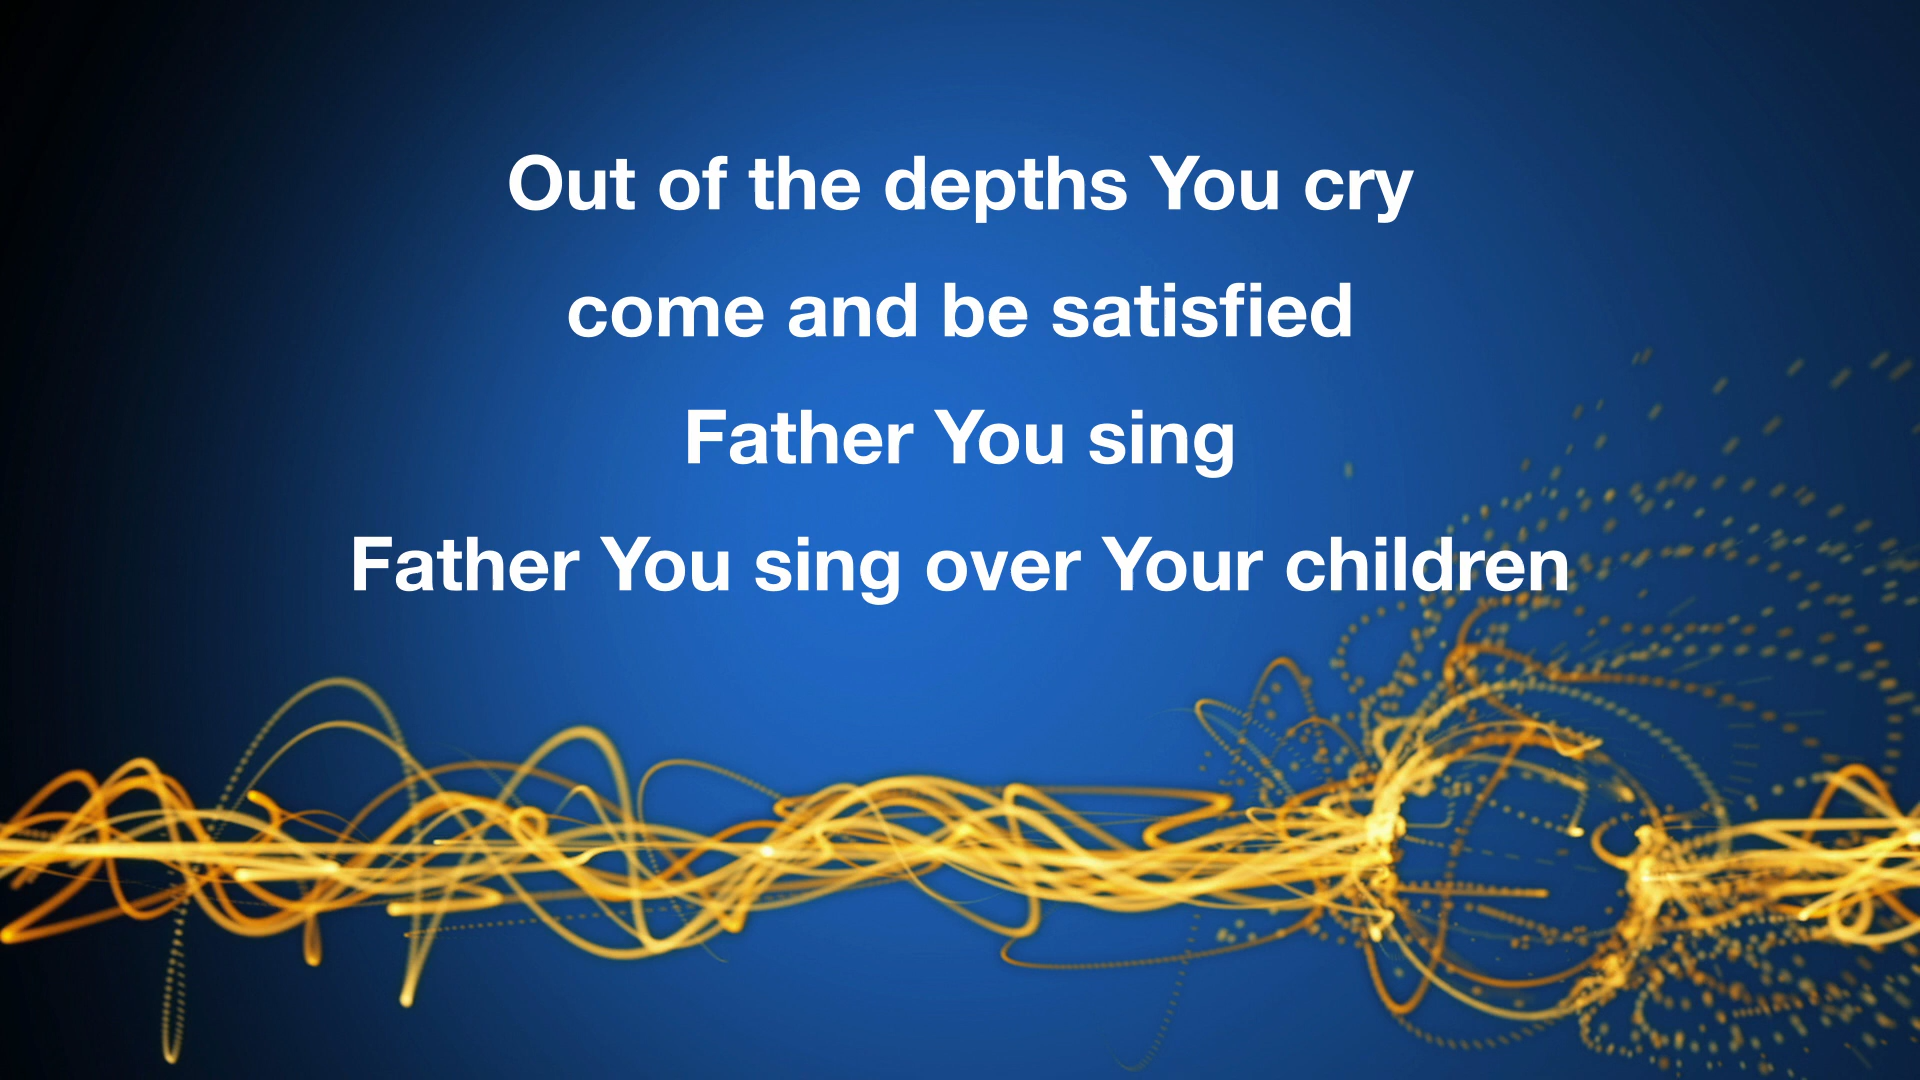 Out of the depths You cry
come and be satisfied
Father You sing
Father You sing over Your children